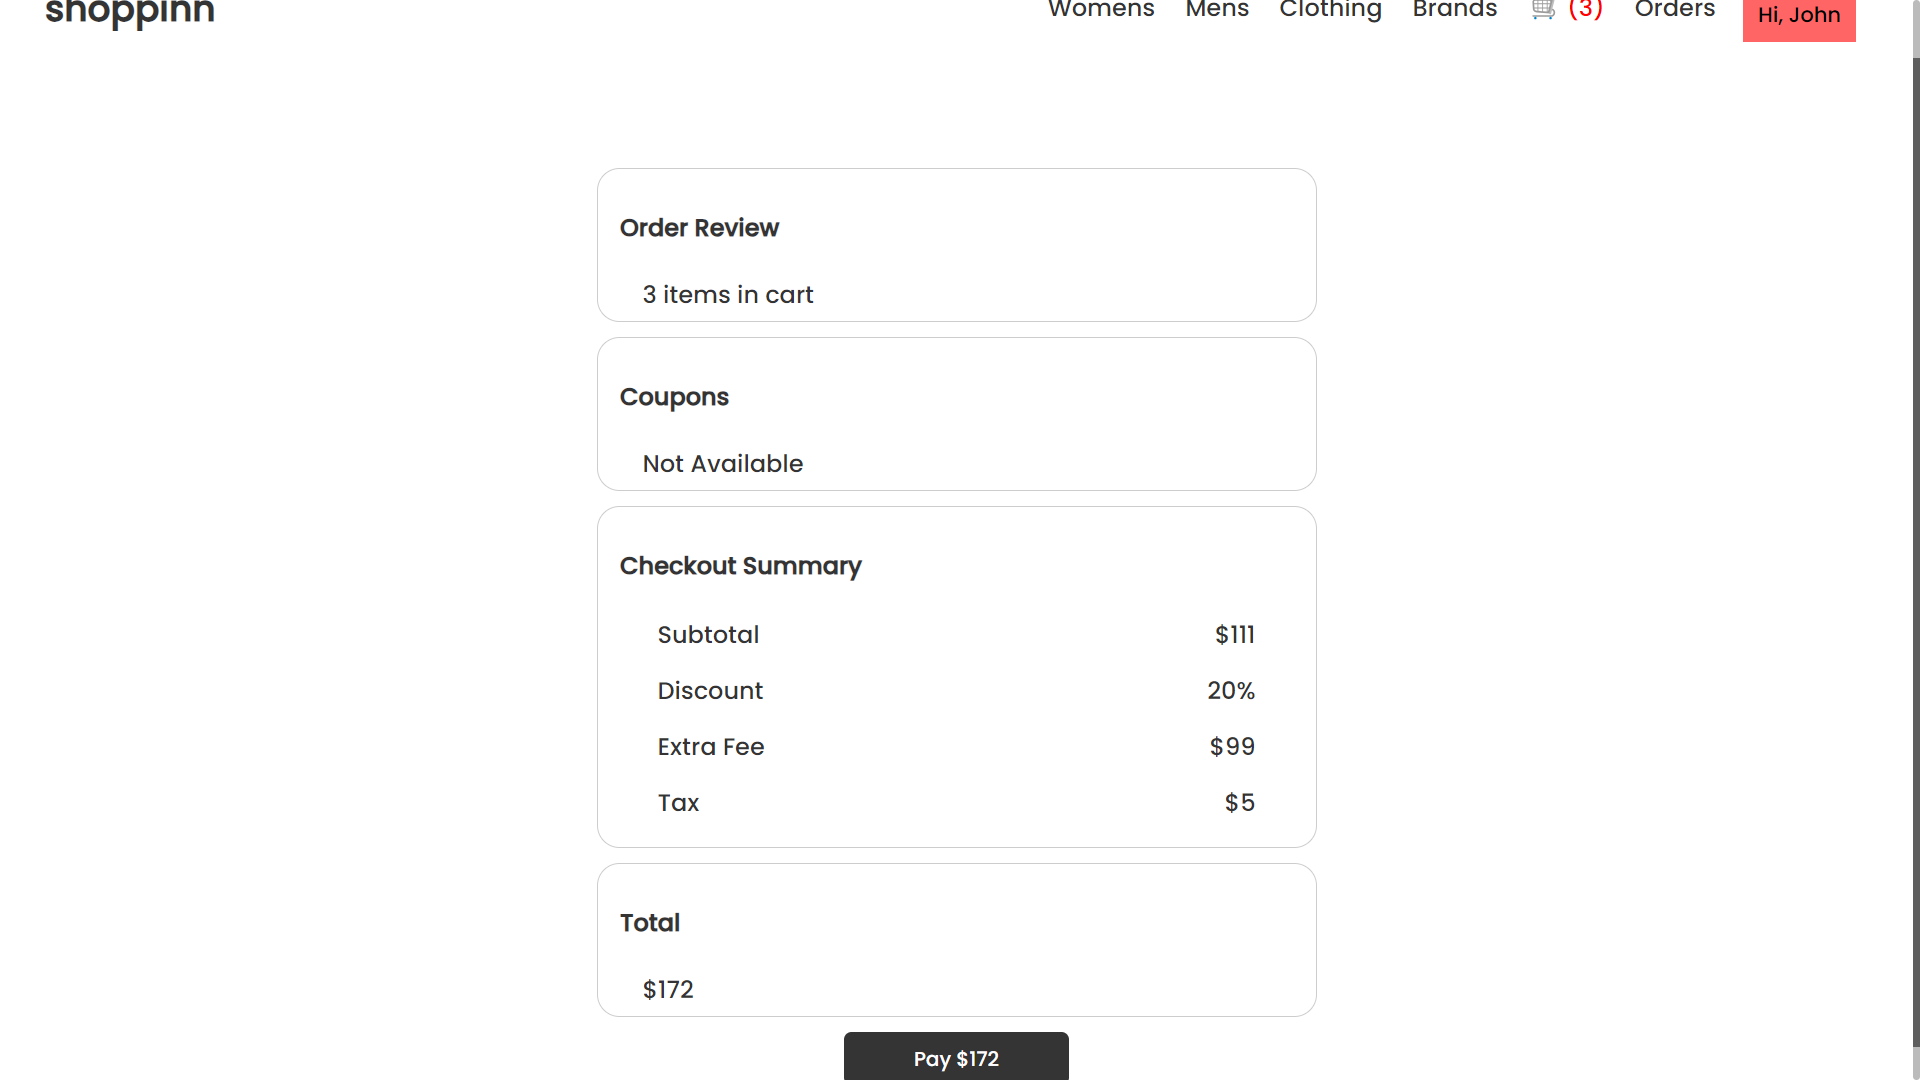 shoppinn
Womens Mens Clothing Brands (3) Orders Hi, John
Order Review
3 items in cart
Coupons
Not Available
Checkout Summary
Subtotal $111
Discount 20%
Extra Fee $99
Tax $5
Total
$172
Pay $172